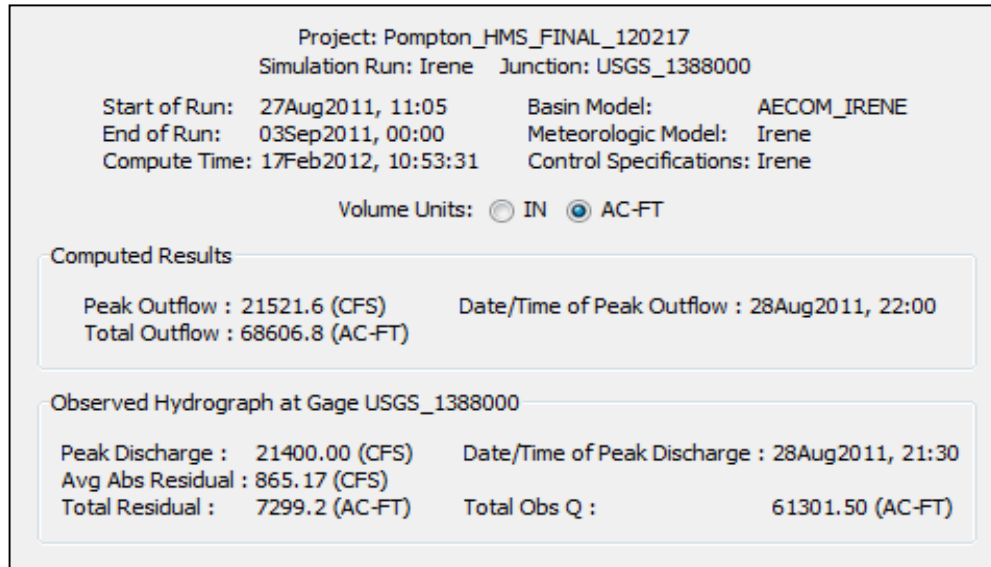 Project: Pompton_HMS_FINAL_120217
Simulation Run: Irene Junction: USGS_1388000
Start of Run: 27Aug2011, 11:05 Basin Model: AECOM_IRENE
End of Run: 03Sep2011, 00:00 Meteorologic Model: Irene
Compute Time: 17Feb2012, 10:53:31 Control Specifications: Irene
Volume Units: IN AC-FT
Computed Results
Peak Outflow : 21521.6 (CFS) Date/Time of Peak Outflow : 28Aug2011, 22:00
Total Outflow : 68606.8 (AC-FT)
Observed Hydrograph at Gage USGS_1388000
Peak Discharge : 21400.00 (CFS) Date/Time of Peak Discharge : 28Aug2011, 21:30
Avg Abs Residual : 865.17 (CFS)
Total Residual : 7299.2 (AC-FT) Total Obs Q : 61301.50 (AC-FT)